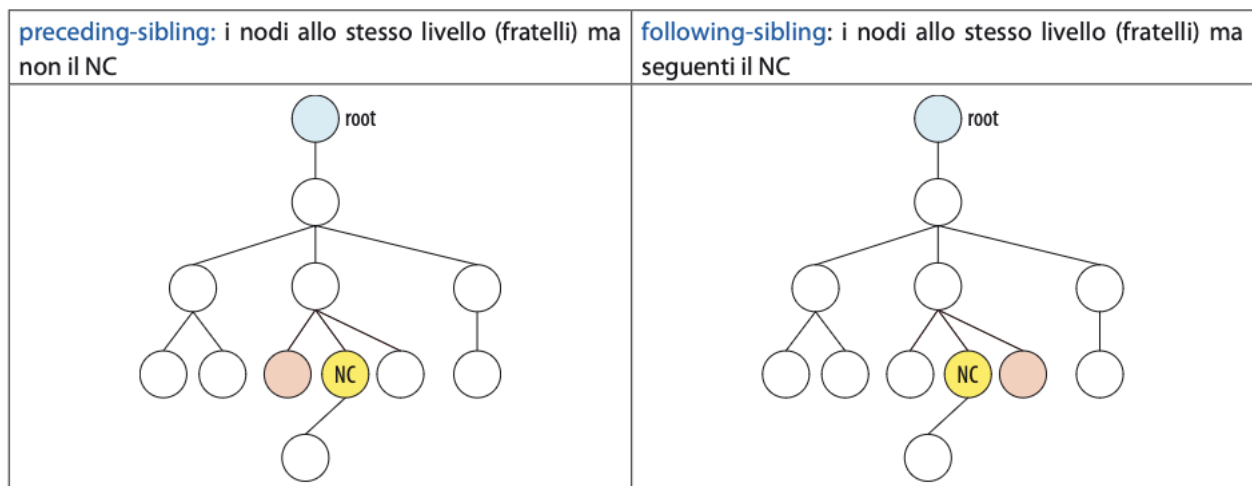 preceding-sibling: i nodi allo stesso livello (fratelli) ma
non il NC
following-sibling: i nodi allo stesso livello (fratelli) ma
seguenti il NC
root
NC
root
NC